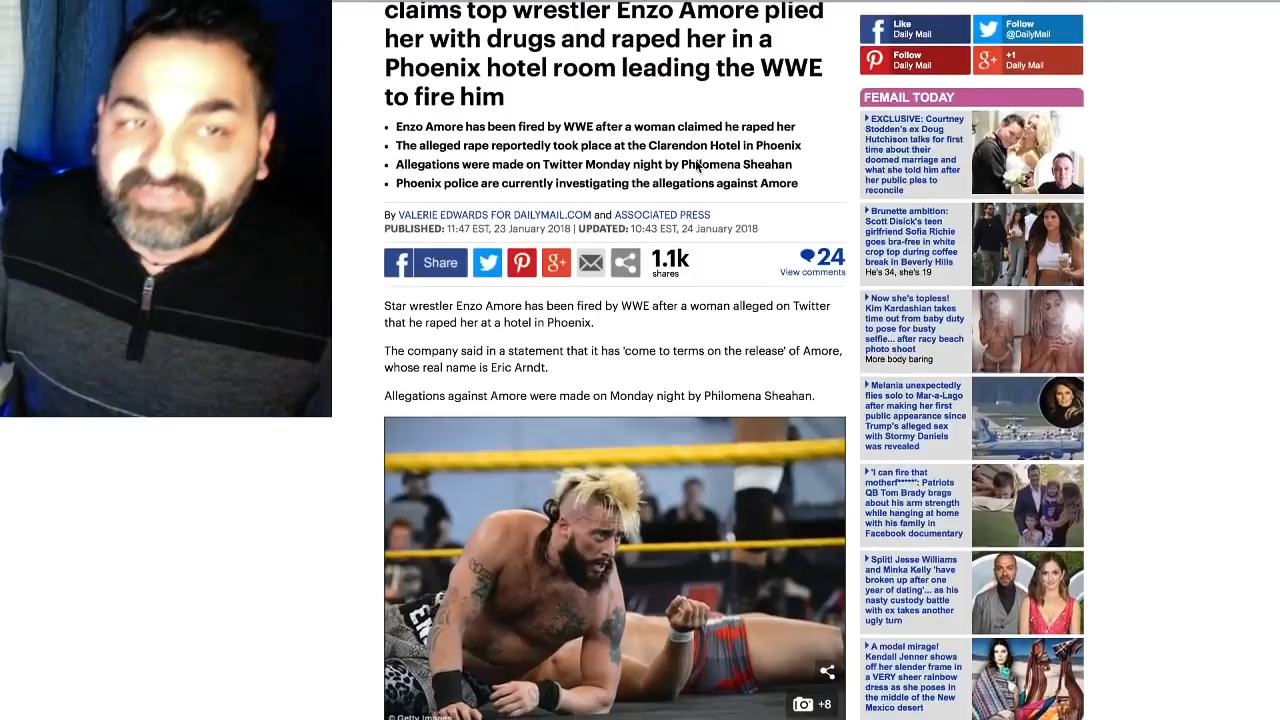 claims top wrestler Enzo Amore plied
her with drugs and raped her in a
Phoenix hotel room leading the WWE
to fire him
Enzo Amore has been fired by WWE after a woman claimed he raped her
The alleged rape reportedly took place at the Clarendon Hotel in Phoenix
Allegations were made on Twitter Monday night by Philomena Sheahan
Phoenix police are currently investigating the allegations against Amore
By VALERIE EDWARDS FOR DAILYMAIL.COM and ASSOCIATED PRESS
PUBLISHED: 11:47 EST, 23 January 2018 | UPDATED: 10:43 EST, 24 January 2018
Share
1.1k
shares
24
View comments
Star wrestler Enzo Amore has been fired by WWE after a woman alleged on Twitter
that he raped her at a hotel in Phoenix.
The company said in a statement that it has 'come to terms on the release' of Amore,
whose real name is Eric Arndt.
Allegations against Amore were made on Monday night by Philomena Sheahan.
+8
© Getty Images
Like
Daily Mail
Follow
@DailyMail
Follow
Daily Mail
+1
Daily Mail
FEMAIL TODAY
EXCLUSIVE: Courtney
Stodden's ex Doug
Hutchison talks for first
time about their
doomed marriage and
what she told him after
her public plea to
reconcile
Brunette ambition:
Scott Disick's teen
girlfriend Sofia Richie
goes bra-free in white
crop top during coffee
break in Beverly Hills
He's 34, she's 19
Now she's topless!
Kim Kardashian takes
time out from baby duty
to pose for busty
selfie... after racy beach
photo shoot
More body baring
Melania unexpectedly
flies solo to Mar-a-Lago
after making her first
public appearance since
Trump's alleged sex
with Stormy Daniels
was revealed
'I can fire that
motherf*****': Patriots
QB Tom Brady brags
about his arm strength
while hanging at home
with his family in
Facebook documentary
Split! Jesse Williams
and Minka Kelly 'have
broken up after one
year of dating'... as his
nasty custody battle
with ex takes another
ugly turn
A model mirage!
Kendall Jenner shows
off her slender frame in
a VERY sheer rainbow
dress as she poses in
the middle of the New
Mexico desert